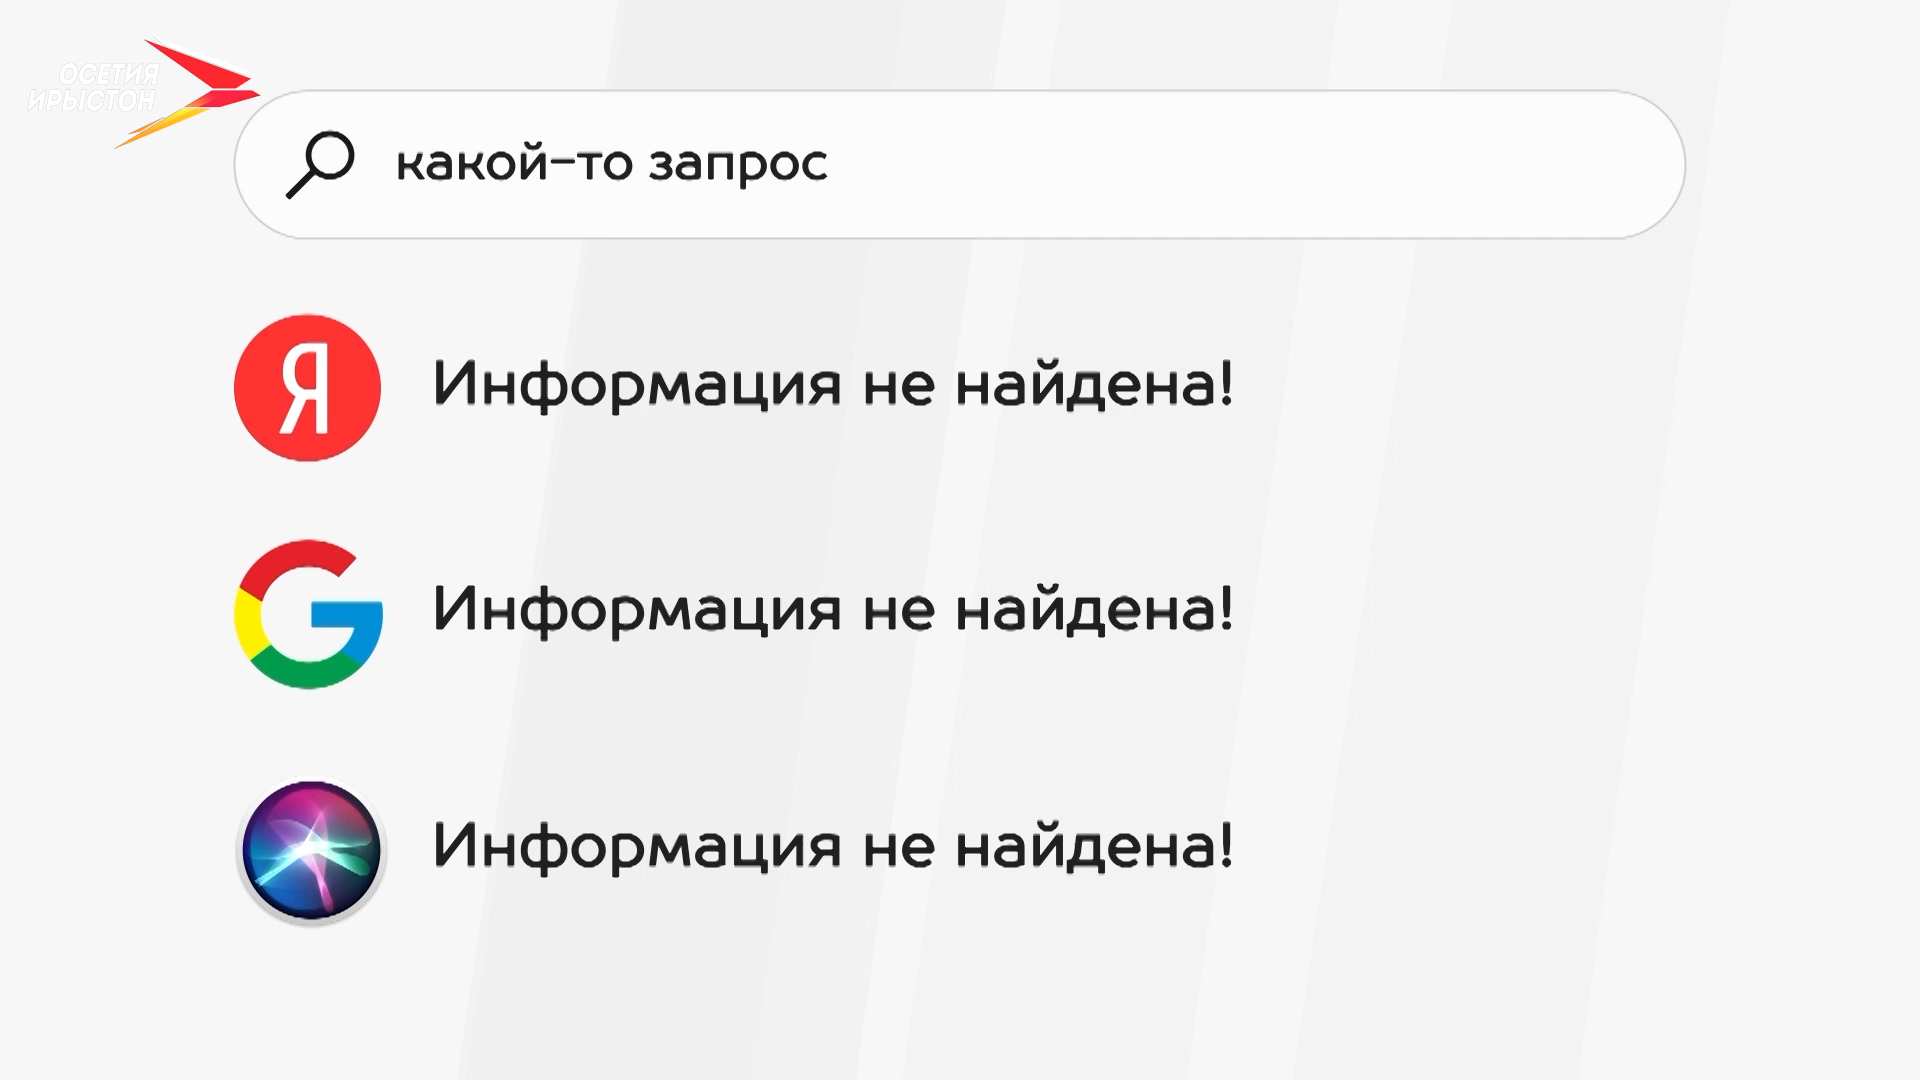 ОСЕТИЯ
ИРЫСТОН
какой-то запрос
Я
Информация не найдена!
G
Информация не найдена!
Информация не найдена!